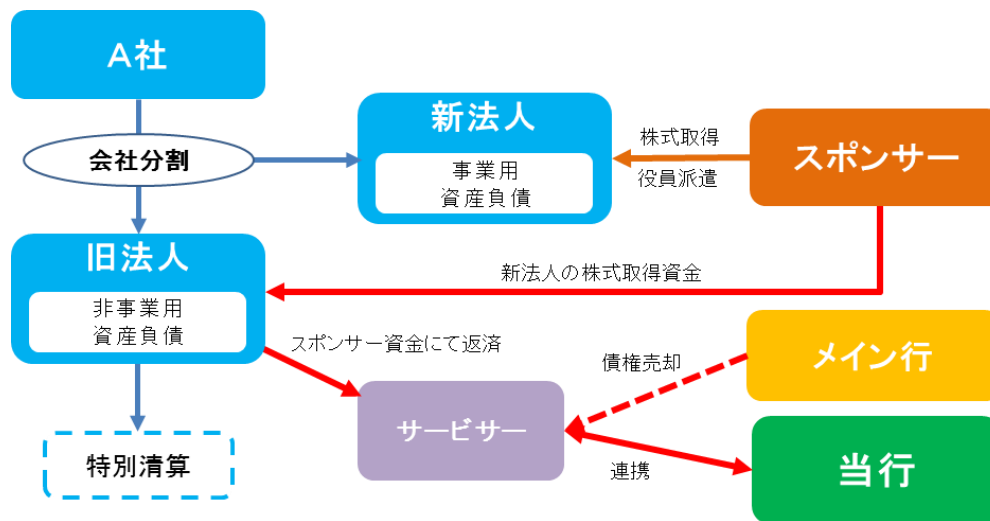 A社
会社分割
新法人
事業用
資産負債
株式取得
役員派遣
スポンサー
旧法人
非事業用
資産負債
新法人の株式取得資金
スポンサー資金にて返済
債権売却
メイン行
サービサー
連携
当行
特別清算